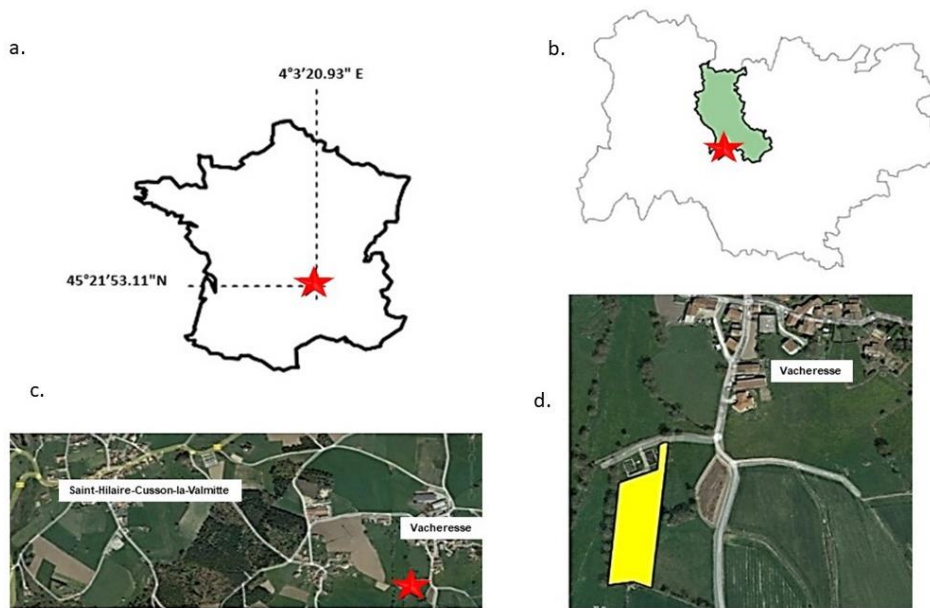 a.
4°3'20.93" E
45°21'53.11"N
b.
c.
Saint-Hilaire-Cusson-la-Valmitte
Vacheresse
d.
Vacheresse